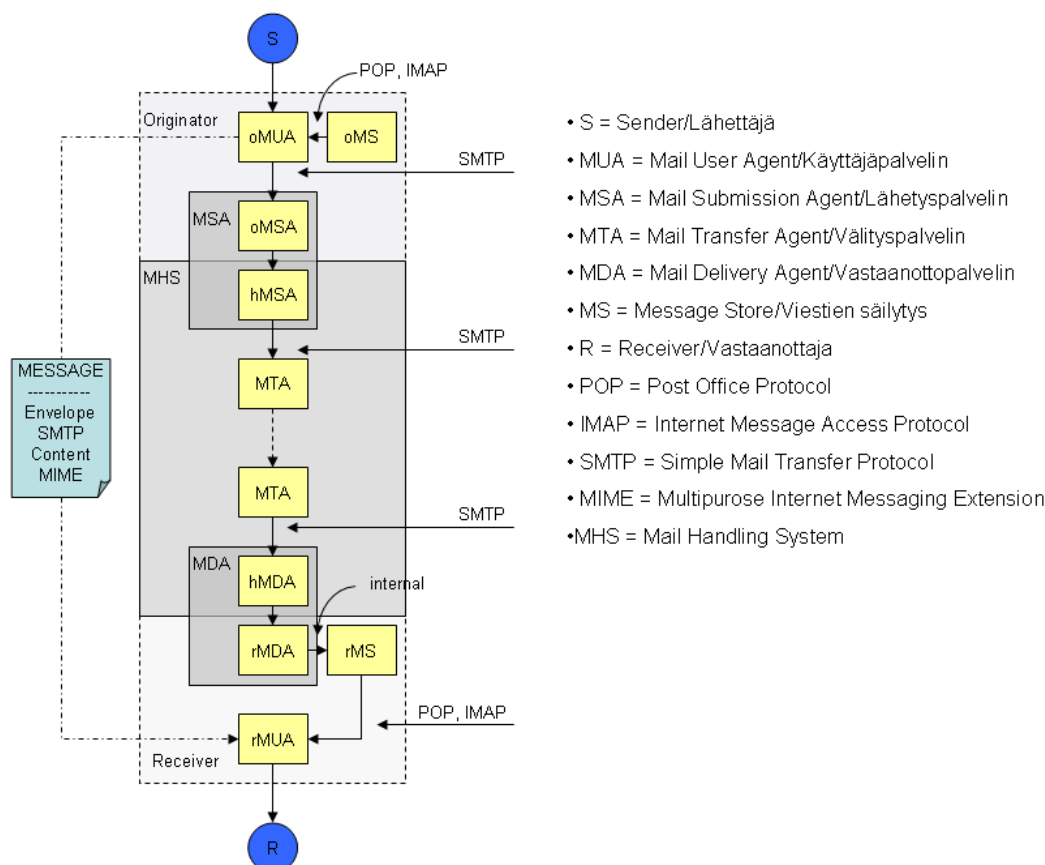 S
POP, IMAP
Originator
oMUA
oMS
SMTP
MSA
oMSA
MHS
hMSA
SMTP
MTA
MESSAGE
-----------
Envelope
SMTP
Content
MIME
MTA
SMTP
MDA
hMDA
internal
rMDA
rMS
POP, IMAP
rMUA
Receiver
R
• S = Sender/Lähettäjä
• MUA = Mail User Agent/Käyttäjäpalvelin
• MSA = Mail Submission Agent/Lähetyspalvelin
• MTA = Mail Transfer Agent/Välityspalvelin
• MDA = Mail Delivery Agent/Vastaanottopalvelin
• MS = Message Store/Viestien säilytys
• R = Receiver/Vastaanottaja
• POP = Post Office Protocol
• IMAP = Internet Message Access Protocol
• SMTP = Simple Mail Transfer Protocol
• MIME = Multipurose Internet Messaging Extension
•MHS = Mail Handling System